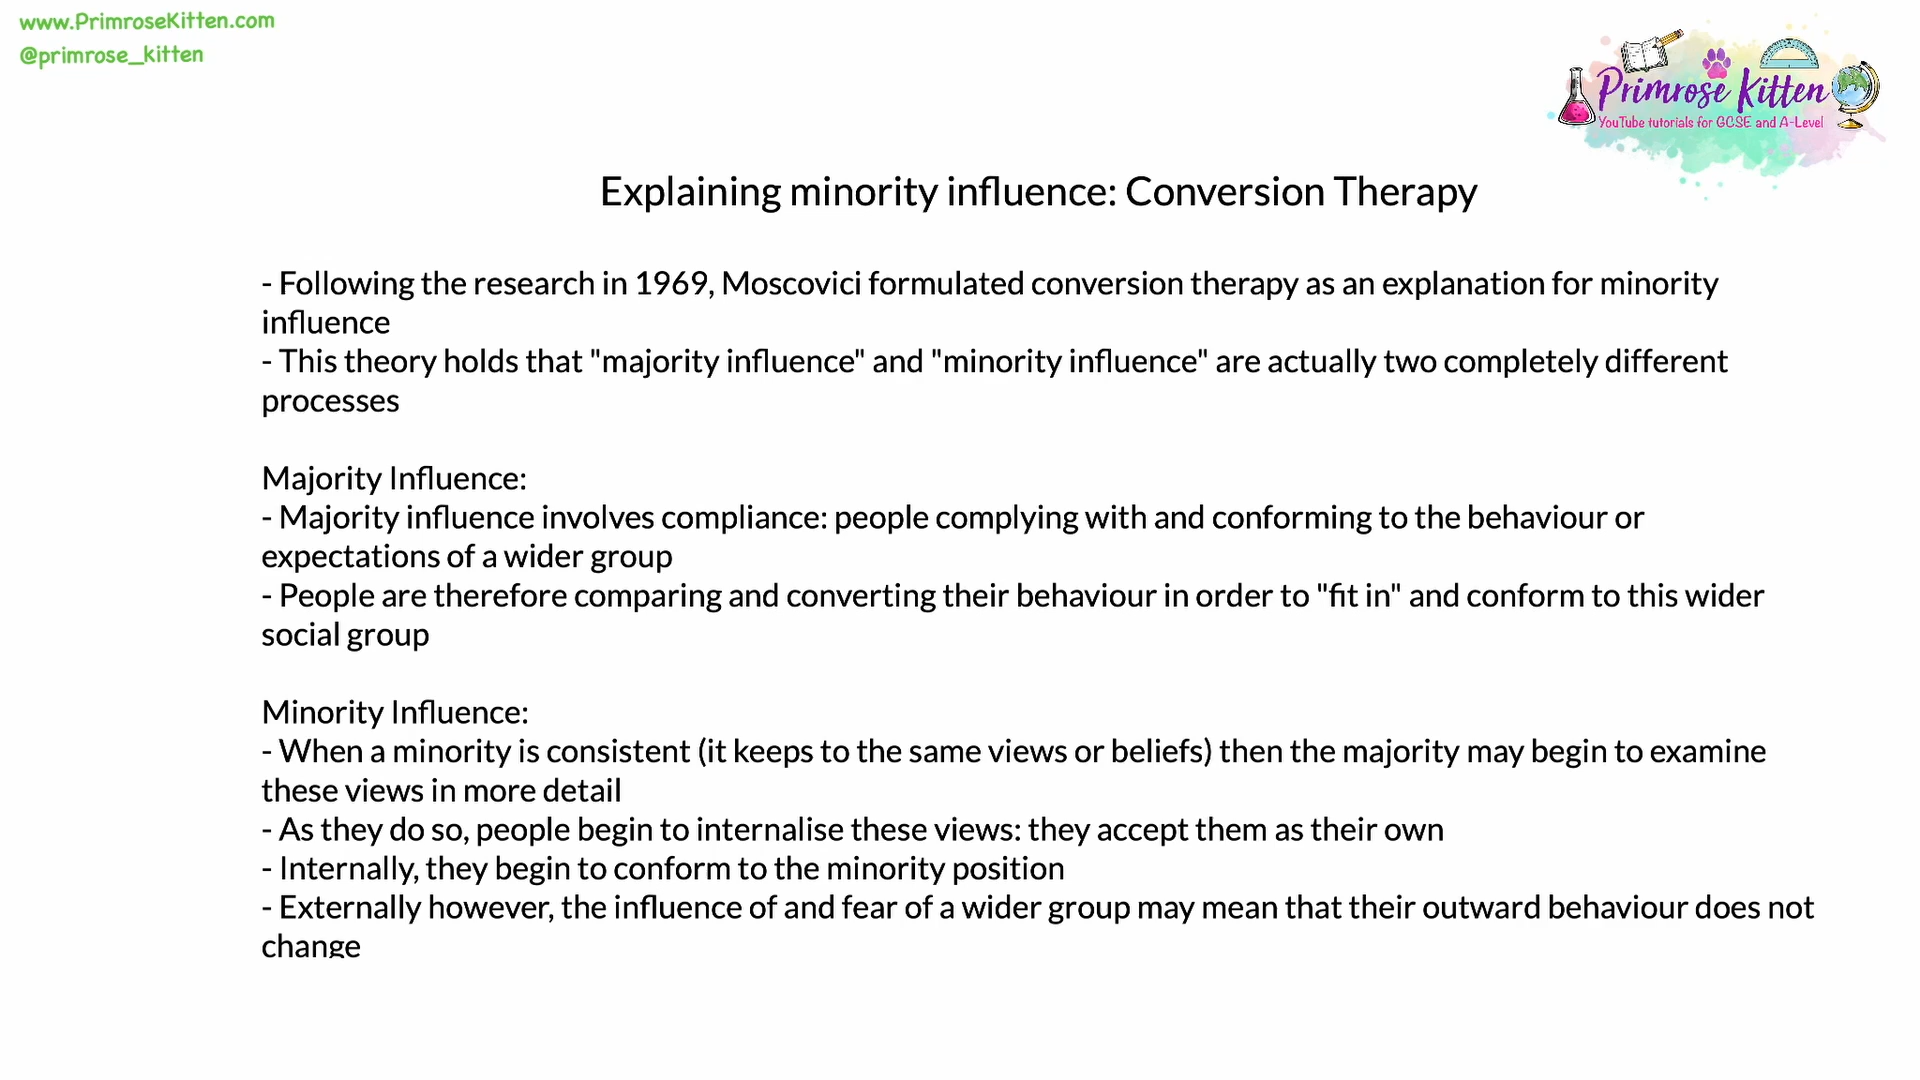 www.PrimroseKitten.com
@primrose_kitten
Primrose Kitten
YouTube tutorials for GCSE and A-Level
Explaining minority influence: Conversion Therapy
- Following the research in 1969, Moscovici formulated conversion therapy as an explanation for minority
influence
- This theory holds that "majority influence" and "minority influence" are actually two completely different
processes
Majority Influence:
- Majority influence involves compliance: people complying with and conforming to the behaviour or
expectations of a wider group
- People are therefore comparing and converting their behaviour in order to "fit in" and conform to this wider
social group
Minority Influence:
- When a minority is consistent (it keeps to the same views or beliefs) then the majority may begin to examine
these views in more detail
- As they do so, people begin to internalise these views: they accept them as their own
- Internally, they begin to conform to the minority position
- Externally however, the influence of and fear of a wider group may mean that their outward behaviour does not
change